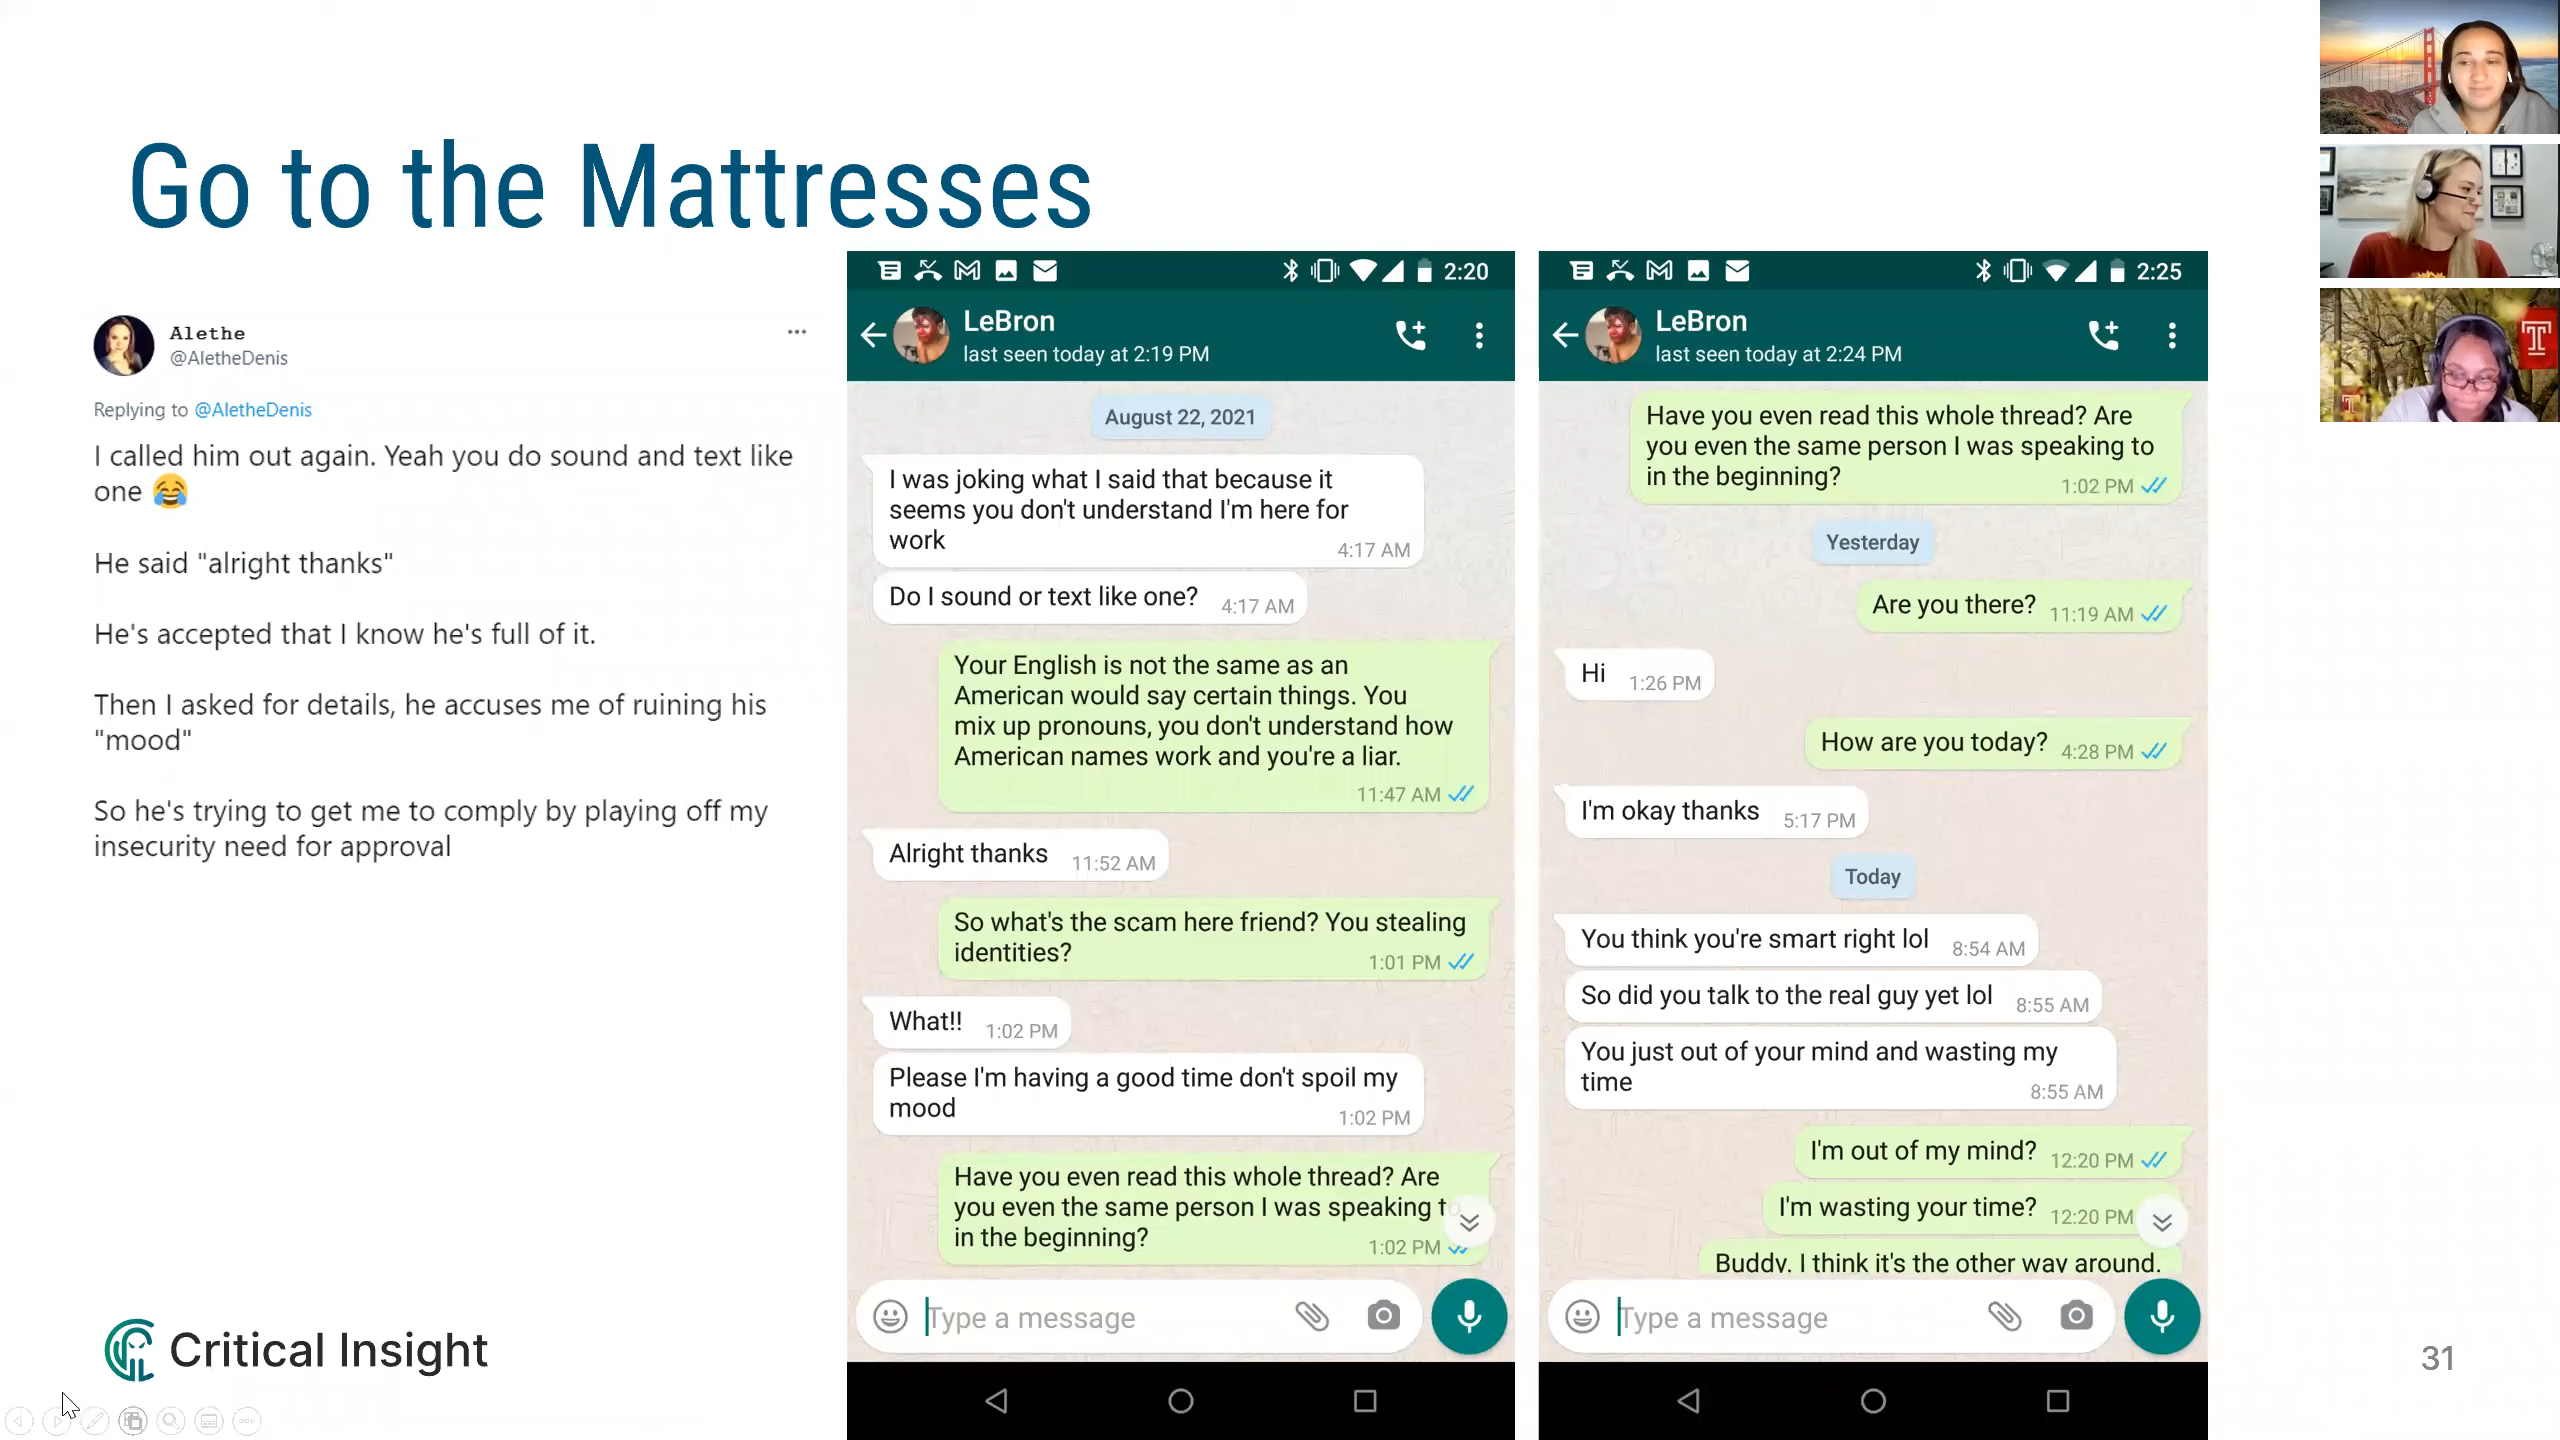 Go to the Mattresses
Alethe
@AletheDenis
Replying to @AletheDenis
I called him out again. Yeah you do sound and text like
one 😂
He said "alright thanks"
He's accepted that I know he's full of it.
Then I asked for details, he accuses me of ruining his
"mood"
So he's trying to get me to comply by playing off my
insecurity need for approval
2:20
LeBron
last seen today at 2:19 PM
August 22, 2021
I was joking what I said that because it
seems you don't understand I'm here for
work
4:17 AM
Do I sound or text like one? 4:17 AM
Your English is not the same as an
American would say certain things. You
mix up pronouns, you don't understand how
American names work and you're a liar.
11:47 AM
Alright thanks 11:52 AM
So what's the scam here friend? You stealing
identities?
1:01 PM
What!! 1:02 PM
Please I'm having a good time don't spoil my
mood
1:02 PM
Have you even read this whole thread? Are
you even the same person I was speaking to
in the beginning?
1:02 PM
Type a message
2:25
LeBron
last seen today at 2:24 PM
Have you even read this whole thread? Are
you even the same person I was speaking to
in the beginning?
1:02 PM
Yesterday
Are you there? 11:19 AM
Hi 1:26 PM
How are you today? 4:28 PM
I'm okay thanks 5:17 PM
Today
You think you're smart right lol 8:54 AM
So did you talk to the real guy yet lol 8:55 AM
You just out of your mind and wasting my
time
8:55 AM
I'm out of my mind? 12:20 PM
I'm wasting your time? 12:20 PM
Buddy. I think it's the other way around.
Type a message
Critical Insight
31